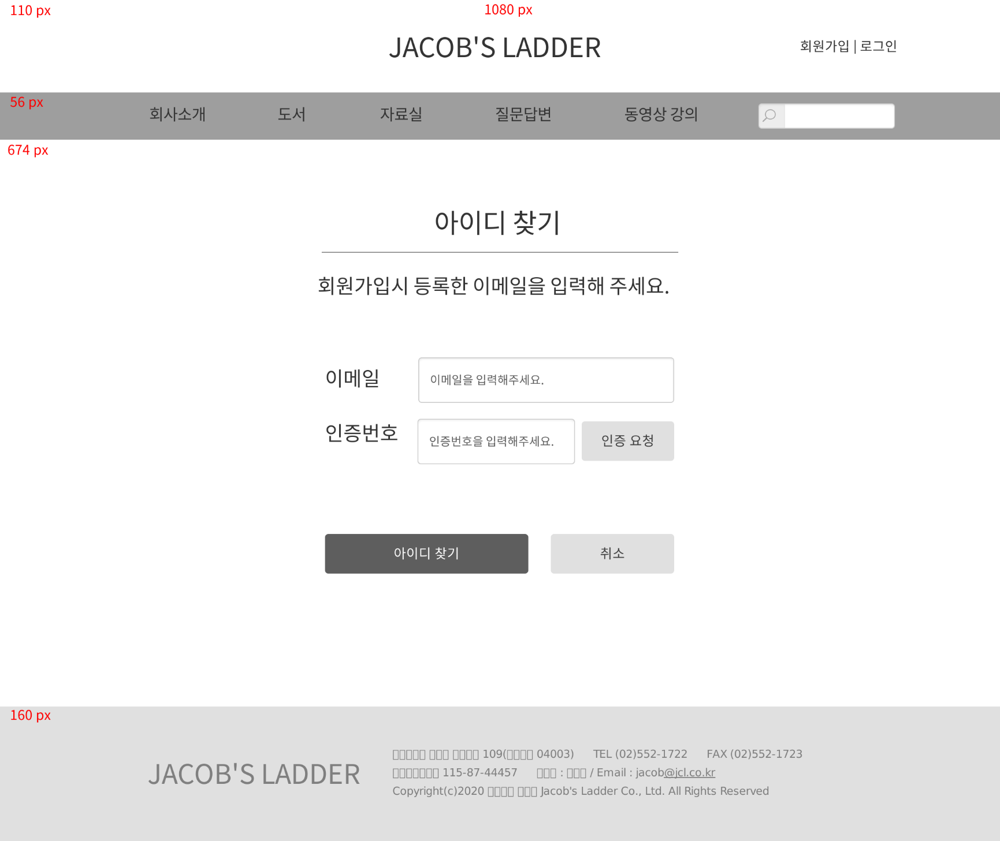 110 px
1080 px
JACOB'S LADDER
회원가입 | 로그인
56 px
회사소개 도서 자료실 질문답변 동영상 강의
674 px
아이디 찾기
회원가입시 등록한 이메일을 입력해 주세요.
이메일 이메일을 입력해주세요.
인증번호 인증번호을 입력해주세요. 인증 요청
아이디 찾기 취소
160 px
JACOB'S LADDER
109( 04003) TEL (02)552-1722 FAX (02)552-1723
115-87-44457 : / Email : jacob@jcl.co.kr
Copyright(c)2020 Jacob's Ladder Co., Ltd. All Rights Reserved